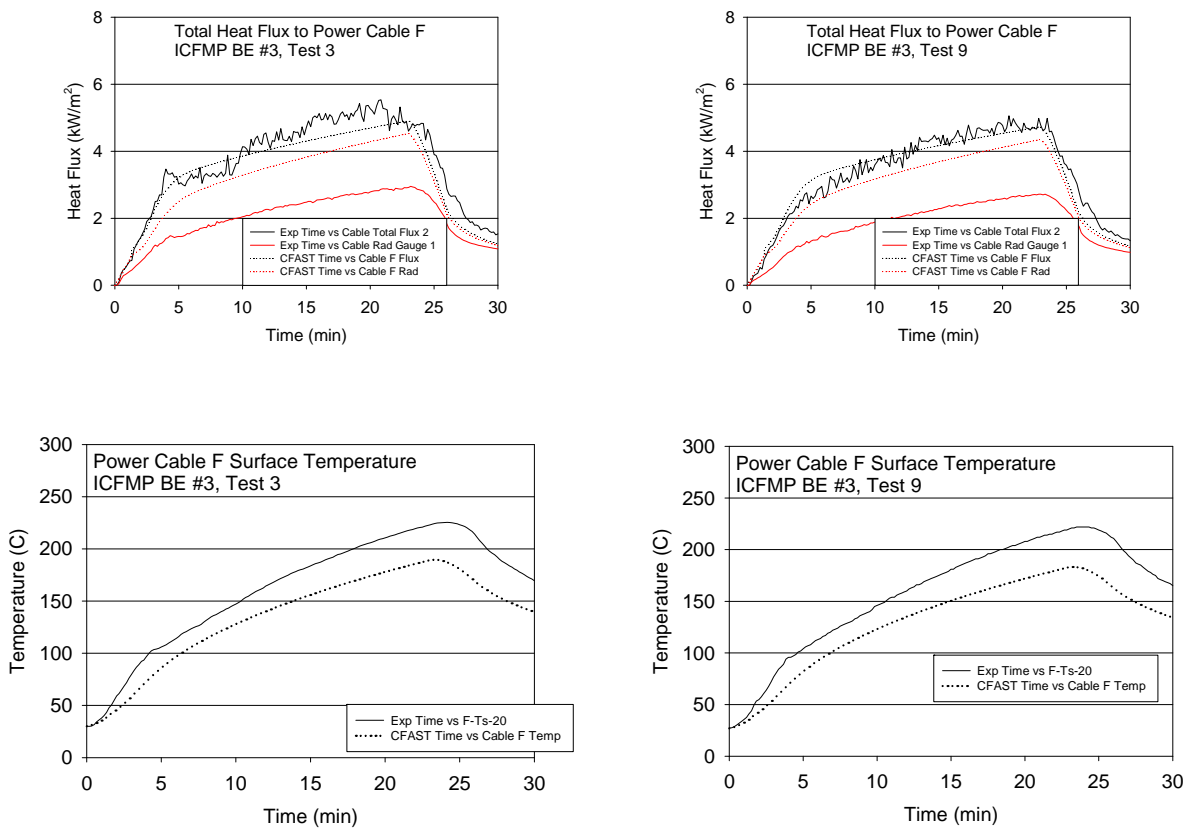 Total Heat Flux to Power Cable F
ICFMP BE #3, Test 3
8
6
4
2
0
Heat Flux (kW/m²)
Exp Time vs Cable Total Flux 2
Exp Time vs Cable Rad Gauge 1
CFAST Time vs Cable F Flux
CFAST Time vs Cable F Rad
0 5 10 15 20 25 30
Time (min)
Total Heat Flux to Power Cable F
ICFMP BE #3, Test 9
8
6
4
2
0
Heat Flux (kW/m²)
Exp Time vs Cable Total Flux 2
Exp Time vs Cable Rad Gauge 1
CFAST Time vs Cable F Flux
CFAST Time vs Cable F Rad
0 5 10 15 20 25 30
Time (min)
Power Cable F Surface Temperature
ICFMP BE #3, Test 3
300
250
200
150
100
50
0
Temperature (C)
Exp Time vs F-Ts-20
CFAST Time vs Cable F Temp
0 5 10 15 20 25 30
Time (min)
Power Cable F Surface Temperature
ICFMP BE #3, Test 9
300
250
200
150
100
50
0
Temperature (C)
Exp Time vs F-Ts-20
CFAST Time vs Cable F Temp
0 5 10 15 20 25 30
Time (min)